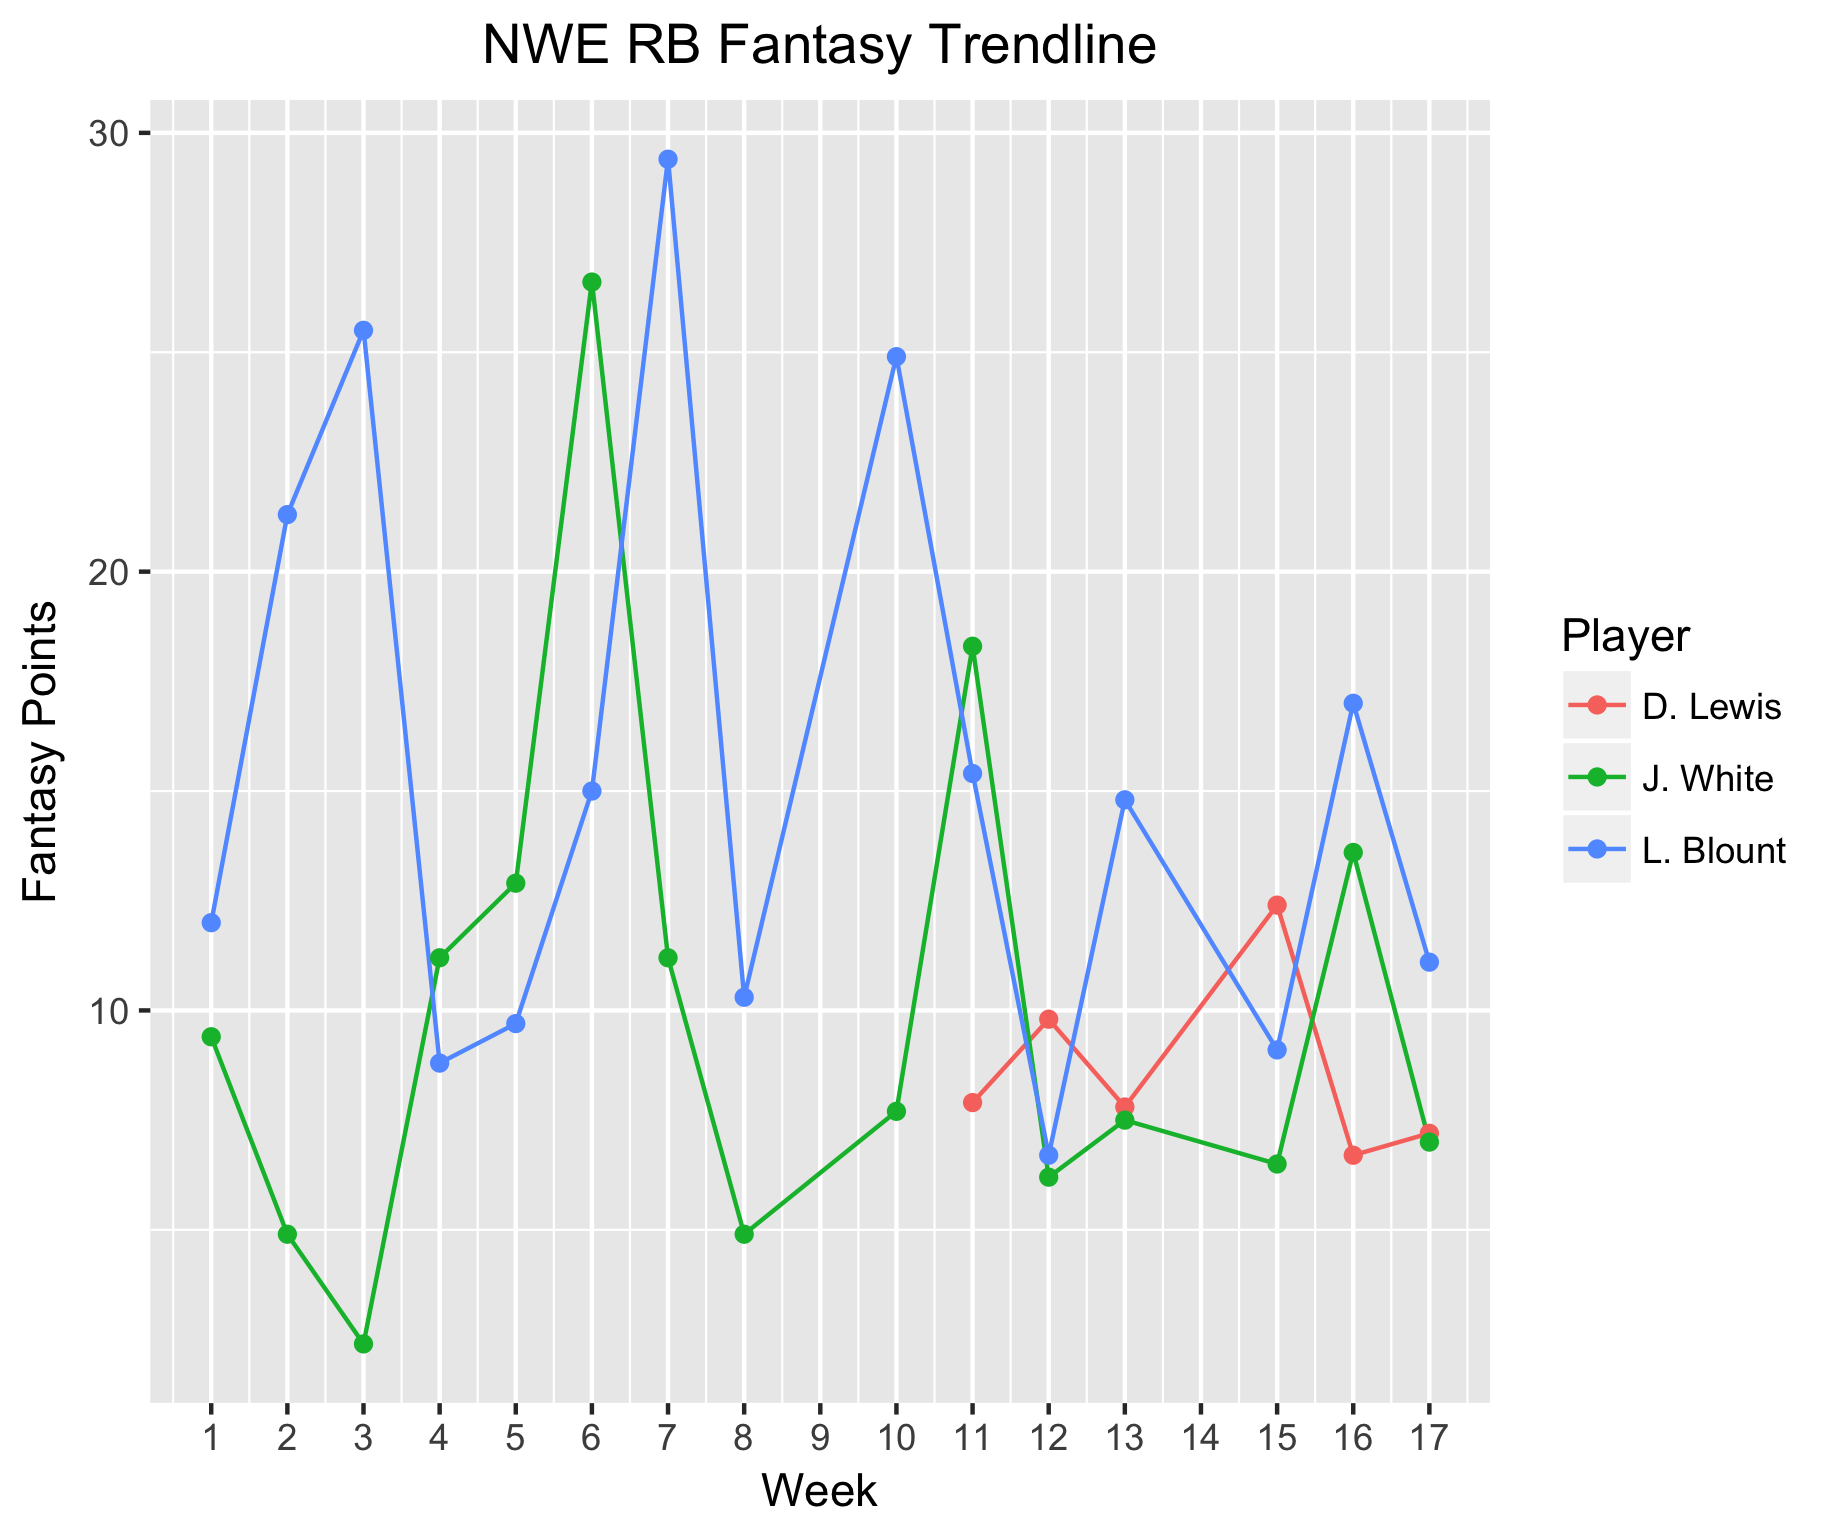 NWE RB Fantasy Trendline
Fantasy Points
30
20
10
1 2 3 4 5 6 7 8 9 10 11 12 13 14 15 16 17
Week
Player
D. Lewis
J. White
L. Blount